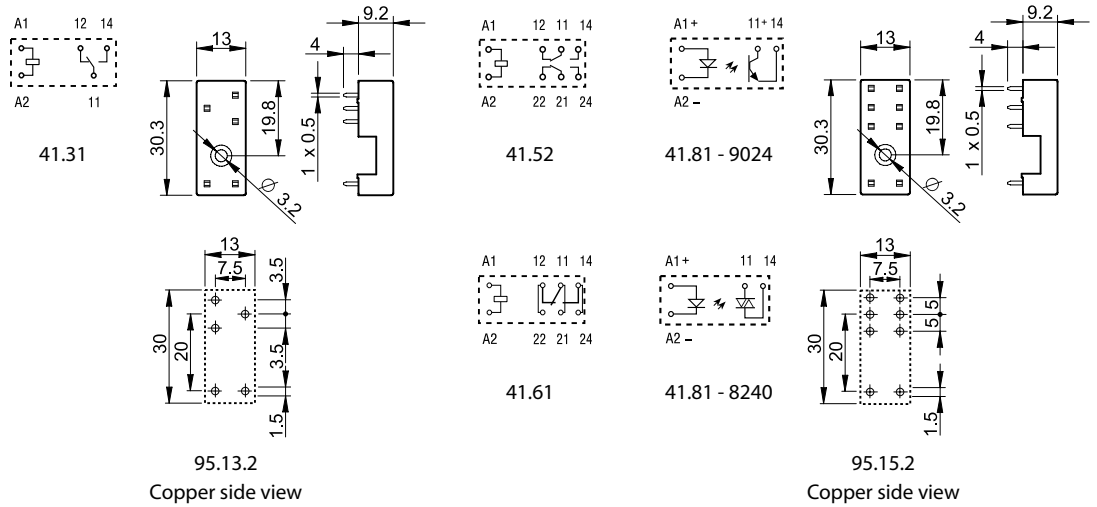 A1 12 14
A2 11
41.31
13
30.3
19.8
Ø 3.2
9.2
4
1 x 0.5
A1 12 11 14
A2 22 21 24
41.52
A1 + 11+ 14
A2 –
41.81 - 9024
13
30.3
19.8
Ø 3.2
9.2
4
1 x 0.5
13
7.5
3.5
30
20
3.5
1.5
95.13.2
Copper side view
A1 12 11 14
A2 22 21 24
41.61
A1 + 11 14
A2 –
41.81 - 8240
13
7.5
5
5
30
20
1.5
95.15.2
Copper side view